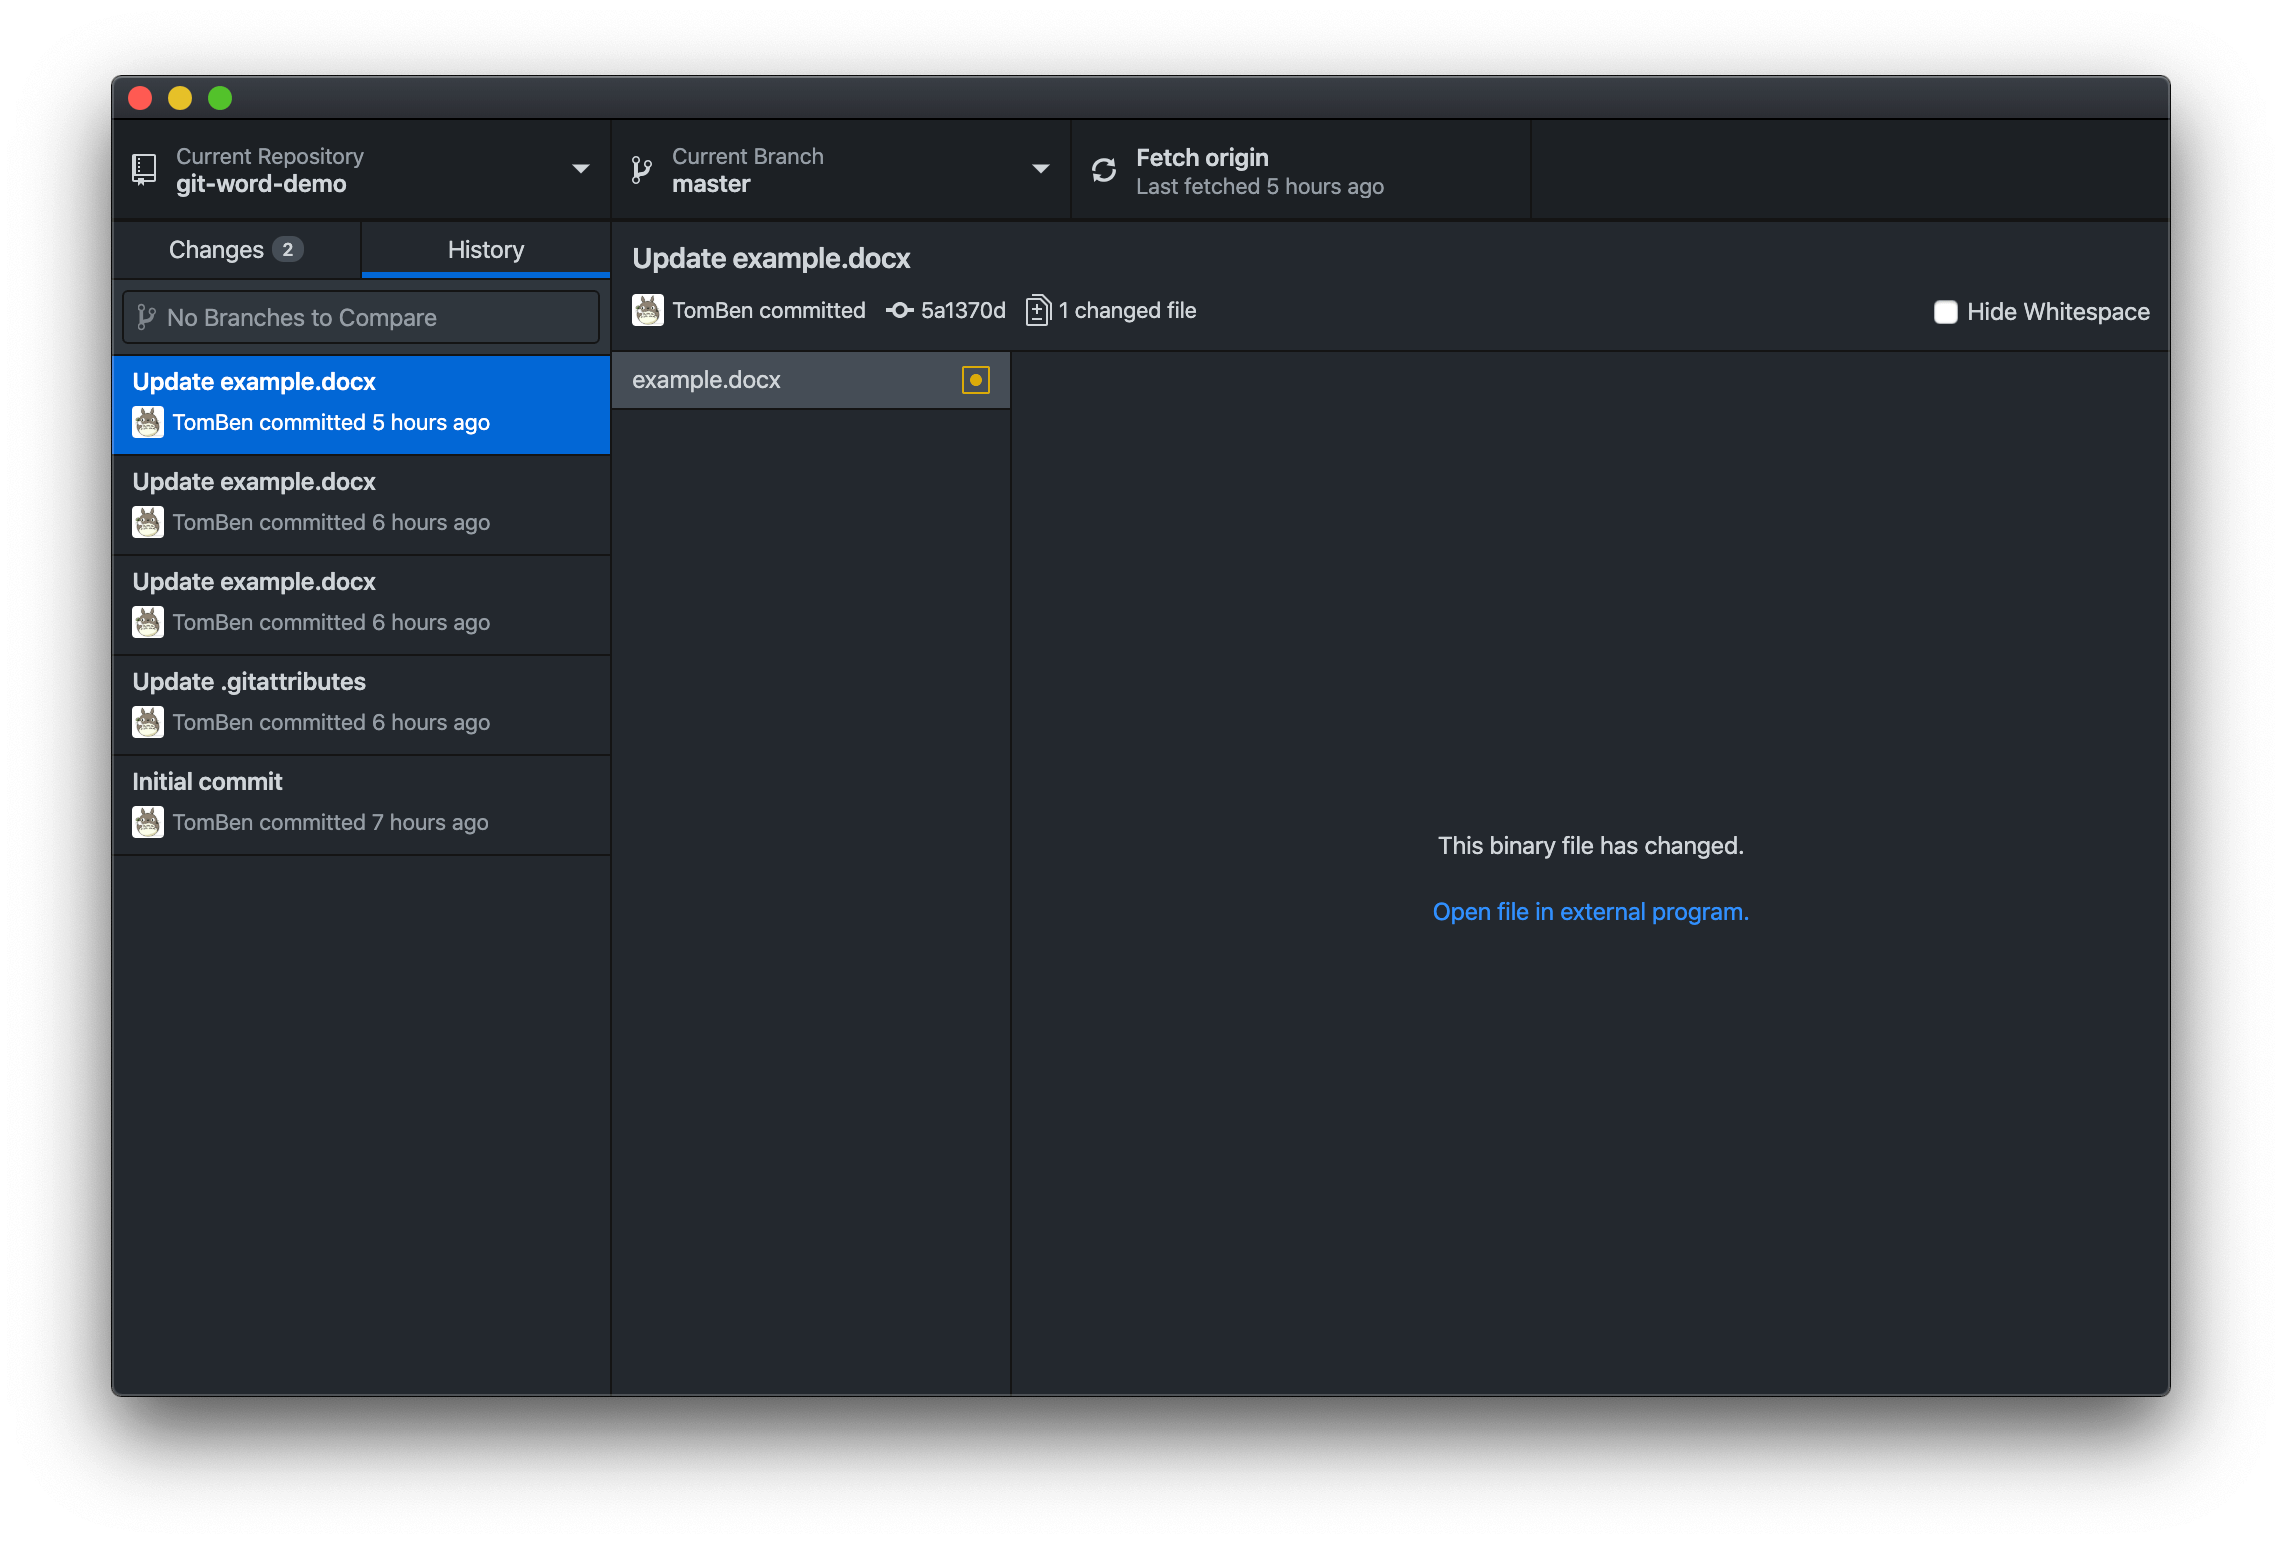 Current Repository
git-word-demo
Current Branch
master
Fetch origin
Last fetched 5 hours ago
Changes 2
History
No Branches to Compare
Update example.docx
TomBen committed 5 hours ago
Update example.docx
TomBen committed 6 hours ago
Update example.docx
TomBen committed 6 hours ago
Update .gitattributes
TomBen committed 6 hours ago
Initial commit
TomBen committed 7 hours ago
Update example.docx
TomBen committed 5a1370d 1 changed file
Hide Whitespace
example.docx
This binary file has changed.
Open file in external program.